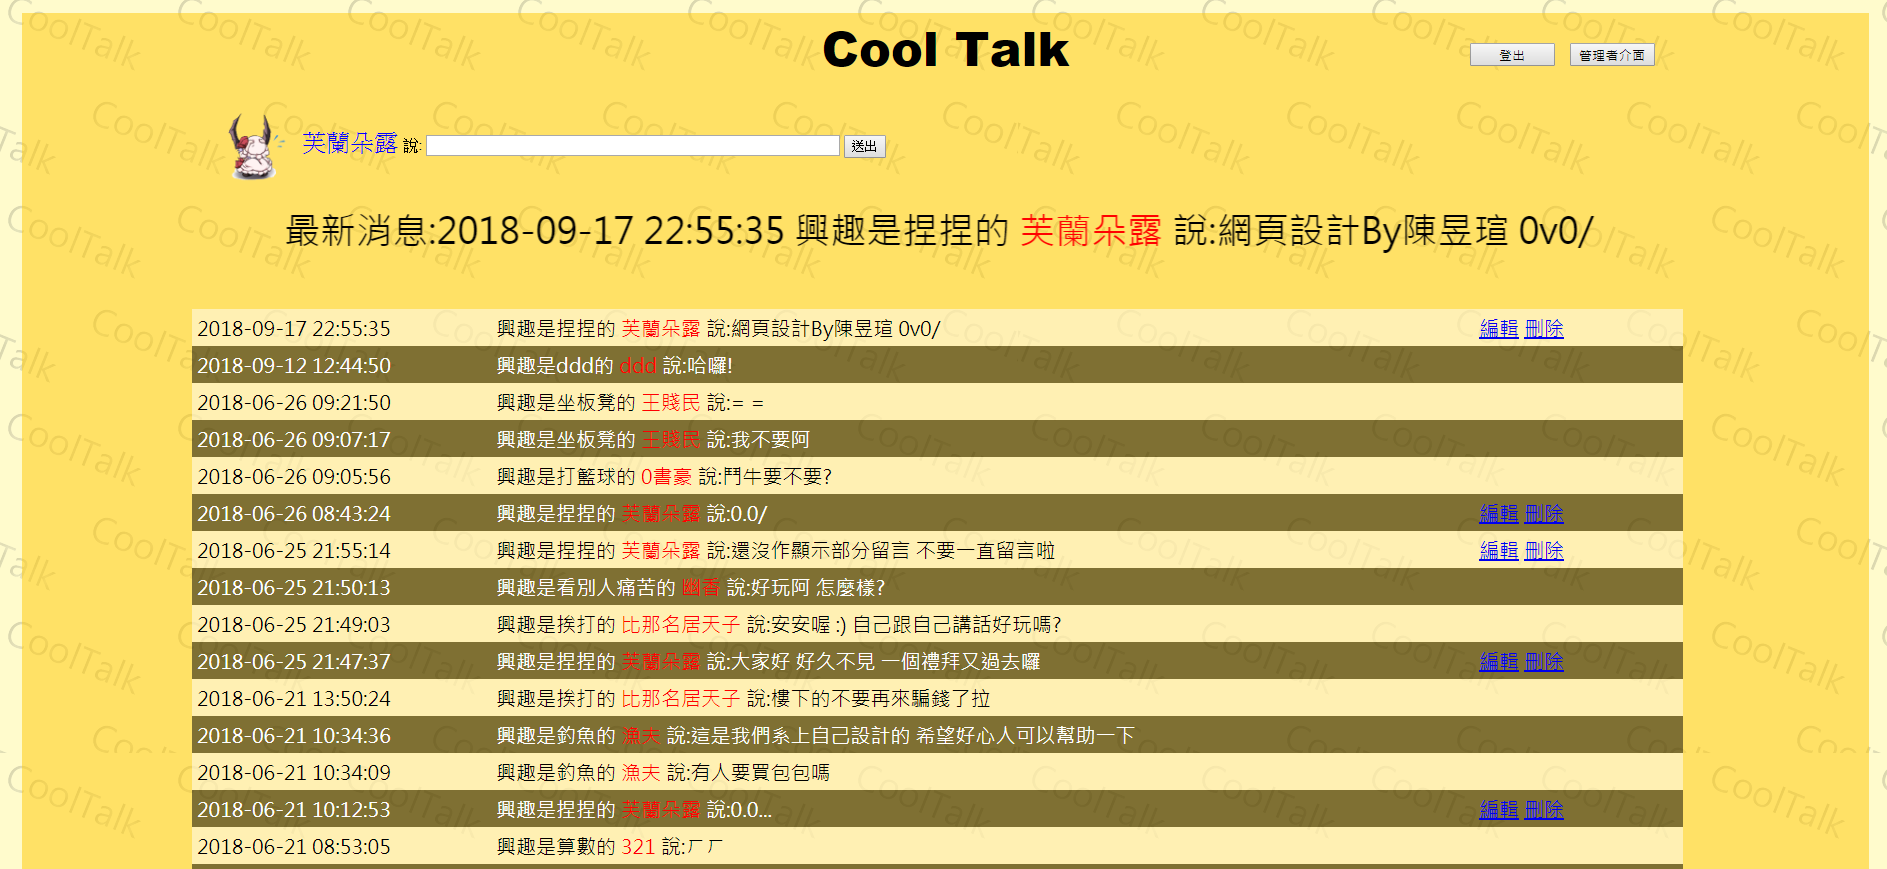 Cool Talk
登出 管理者介面
芙蘭朵露 說: 送出
最新消息:2018-09-17 22:55:35 興趣是捏捏的 芙蘭朵露 說:網頁設計By陳昱瑄 0v0/
2018-09-17 22:55:35 興趣是捏捏的 芙蘭朵露 說:網頁設計By陳昱瑄 0v0/ 編輯 刪除
2018-09-12 12:44:50 興趣是ddd的 ddd 說:哈囉!
2018-06-26 09:21:50 興趣是坐板凳的 王賤民 說:= =
2018-06-26 09:07:17 興趣是坐板凳的 王賤民 說:我不要阿
2018-06-26 09:05:56 興趣是打籃球的 0書豪 說:鬥牛要不要?
2018-06-26 08:43:24 興趣是捏捏的 芙蘭朵露 說:0.0/ 編輯 刪除
2018-06-25 21:55:14 興趣是捏捏的 芙蘭朵露 說:還沒作顯示部分留言 不要一直留言啦 編輯 刪除
2018-06-25 21:50:13 興趣是看別人痛苦的 幽香 說:好玩阿 怎麼樣?
2018-06-25 21:49:03 興趣是挨打的 比那名居天子 說:安安喔 :) 自己跟自己講話好玩嗎?
2018-06-25 21:47:37 興趣是捏捏的 芙蘭朵露 說:大家好 好久不見 一個禮拜又過去囉 編輯 刪除
2018-06-21 13:50:24 興趣是挨打的 比那名居天子 說:樓下的不要再來騙錢了拉
2018-06-21 10:34:36 興趣是釣魚的 漁夫 說:這是我們系上自己設計的 希望好心人可以幫助一下
2018-06-21 10:34:09 興趣是釣魚的 漁夫 說:有人要買包包嗎
2018-06-21 10:12:53 興趣是捏捏的 芙蘭朵露 說:0.0... 編輯 刪除
2018-06-21 08:53:05 興趣是算數的 321 說:ㄏㄏ